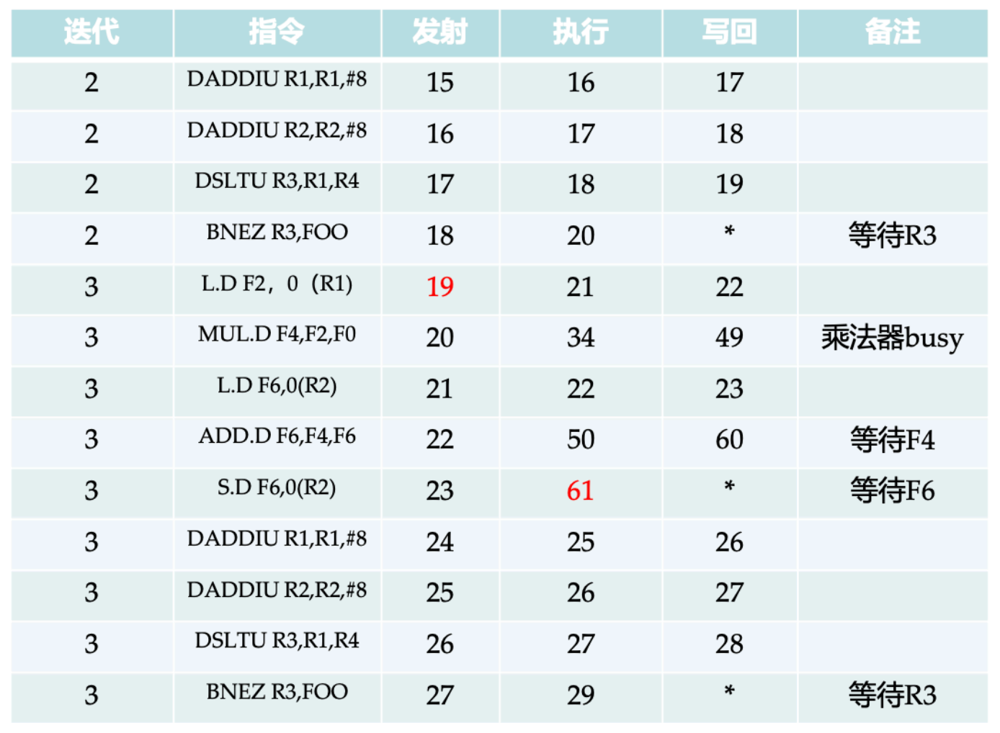 迭代 指令 发射 执行 写回 备注
2 DADDIU R1,R1,#8 15 16 17
2 DADDIU R2,R2,#8 16 17 18
2 DSLTU R3,R1,R4 17 18 19
2 BNEZ R3,FOO 18 20 * 等待R3
3 L.D F2，0（R1) 19 21 22
3 MUL.D F4,F2,F0 20 34 49 乘法器busy
3 L.D F6,0(R2) 21 22 23
3 ADD.D F6,F4,F6 22 50 60 等待F4
3 S.D F6,0(R2) 23 61 * 等待F6
3 DADDIU R1,R1,#8 24 25 26
3 DADDIU R2,R2,#8 25 26 27
3 DSLTU R3,R1,R4 26 27 28
3 BNEZ R3,FOO 27 29 * 等待R3